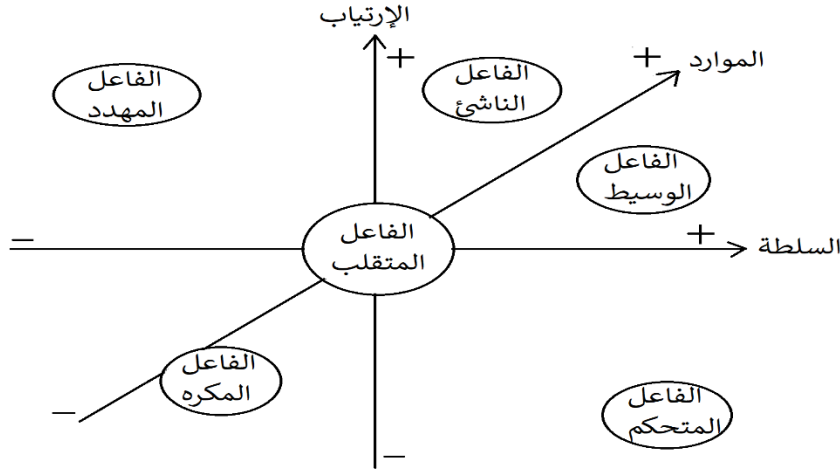 الإرتياب
+
الموارد
+
الفاعل
المهدد
الفاعل
الناشئ
الفاعل
الوسيط
السلطة
+
−
الفاعل
المتقلب
الفاعل
المكره
−
الفاعل
المتحكم
−